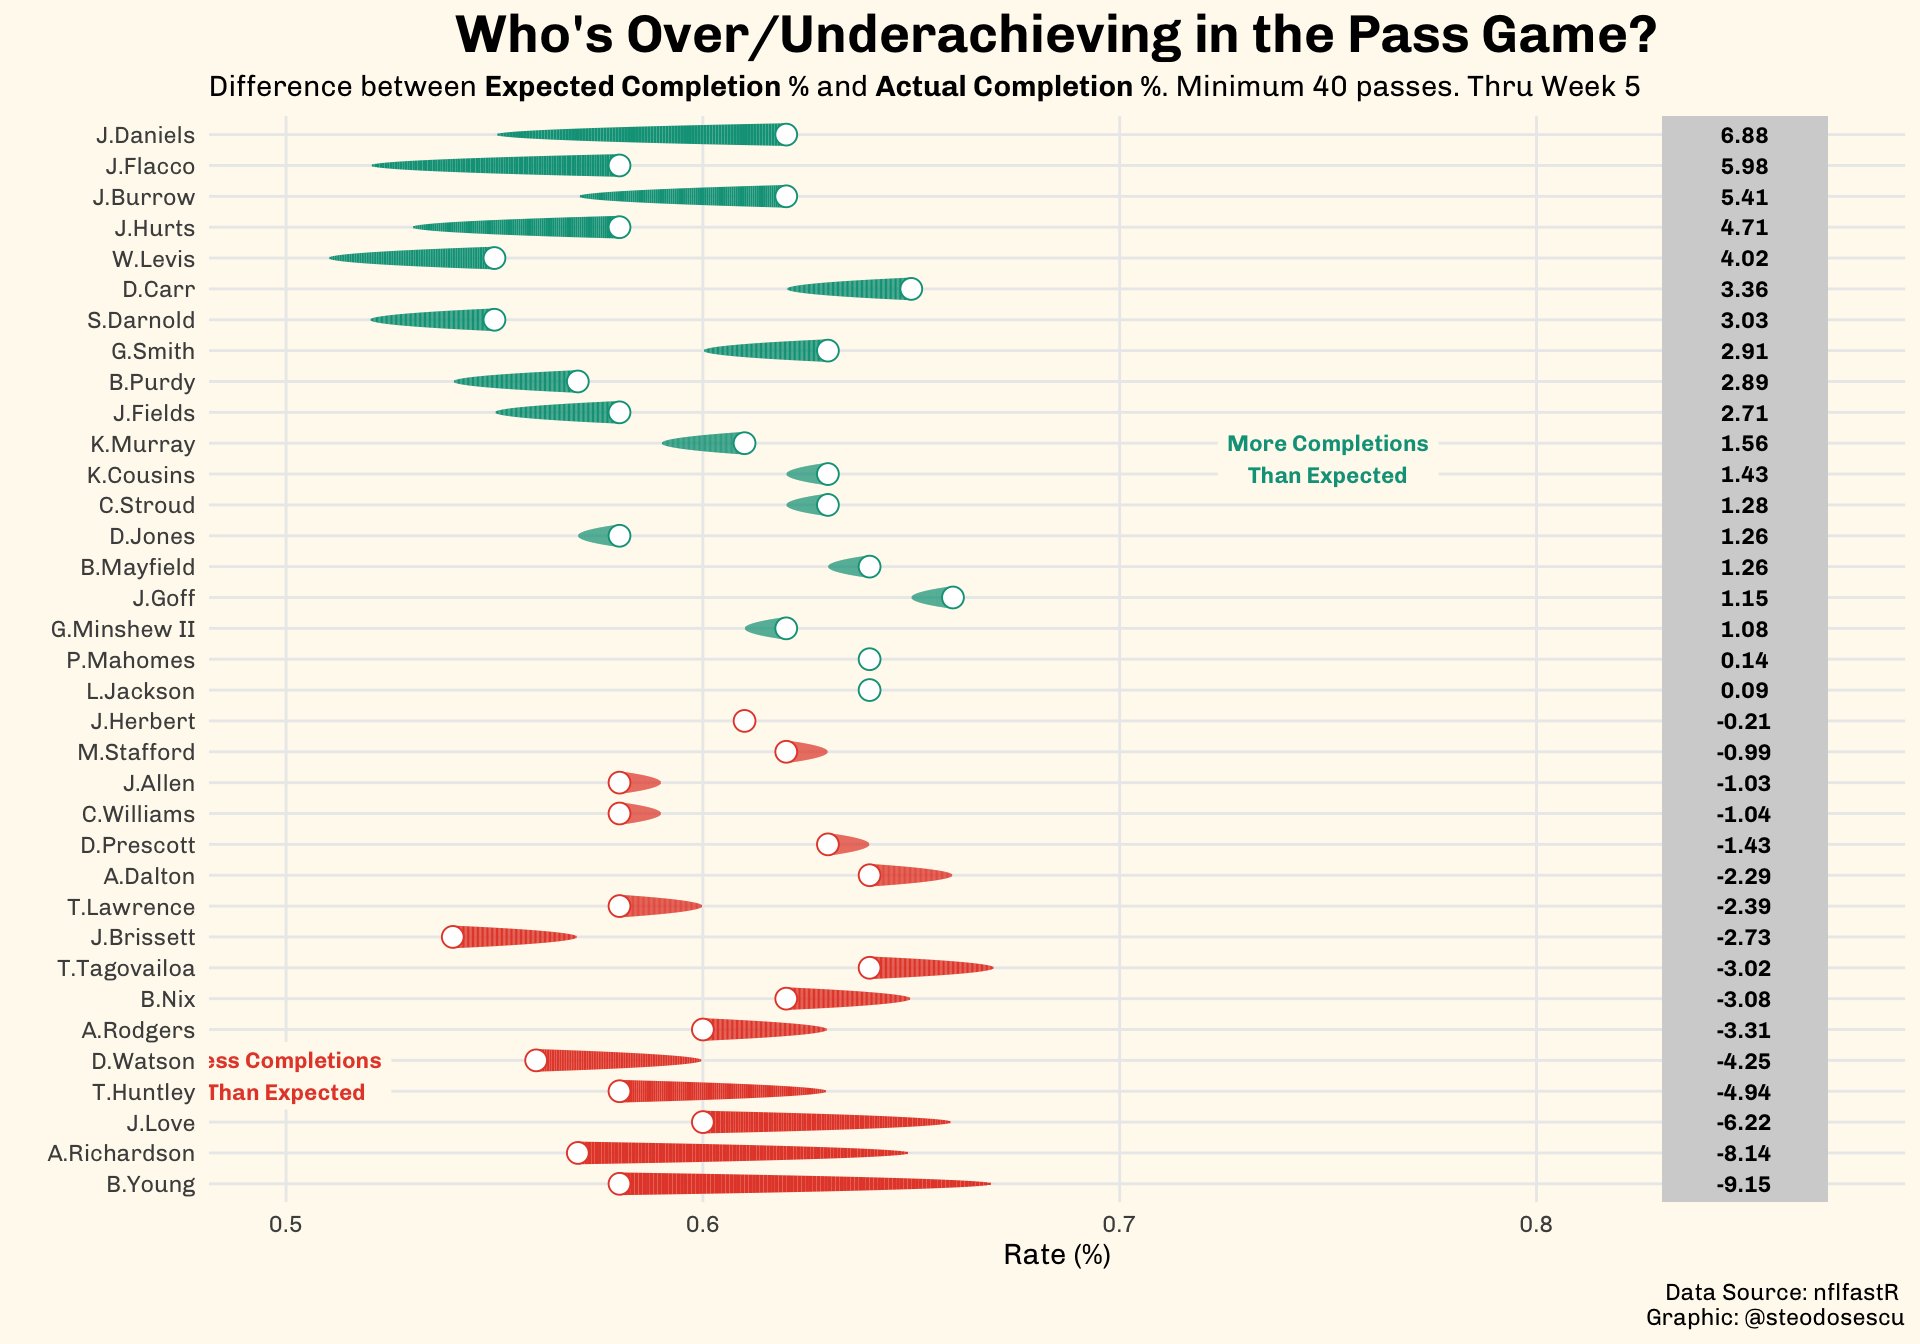 Who's Over/Underachieving in the Pass Game?
Difference between Expected Completion % and Actual Completion %. Minimum 40 passes. Thru Week 5
J.Daniels 6.88
J.Flacco 5.98
J.Burrow 5.41
J.Hurts 4.71
W.Levis 4.02
D.Carr 3.36
S.Darnold 3.03
G.Smith 2.91
B.Purdy 2.89
J.Fields 2.71
K.Murray More Completions 1.56
K.Cousins Than Expected 1.43
C.Stroud 1.28
D.Jones 1.26
B.Mayfield 1.26
J.Goff 1.15
G.Minshew II 1.08
P.Mahomes 0.14
L.Jackson 0.09
J.Herbert -0.21
M.Stafford -0.99
J.Allen -1.03
C.Williams -1.04
D.Prescott -1.43
A.Dalton -2.29
T.Lawrence -2.39
J.Brissett -2.73
T.Tagovailoa -3.02
B.Nix -3.08
A.Rodgers -3.31
D.Watson ess Completions -4.25
T.Huntley Than Expected -4.94
J.Love -6.22
A.Richardson -8.14
B.Young -9.15
0.5 0.6 0.7 0.8
Rate (%)
Data Source: nflfastR
Graphic: @steodosescu